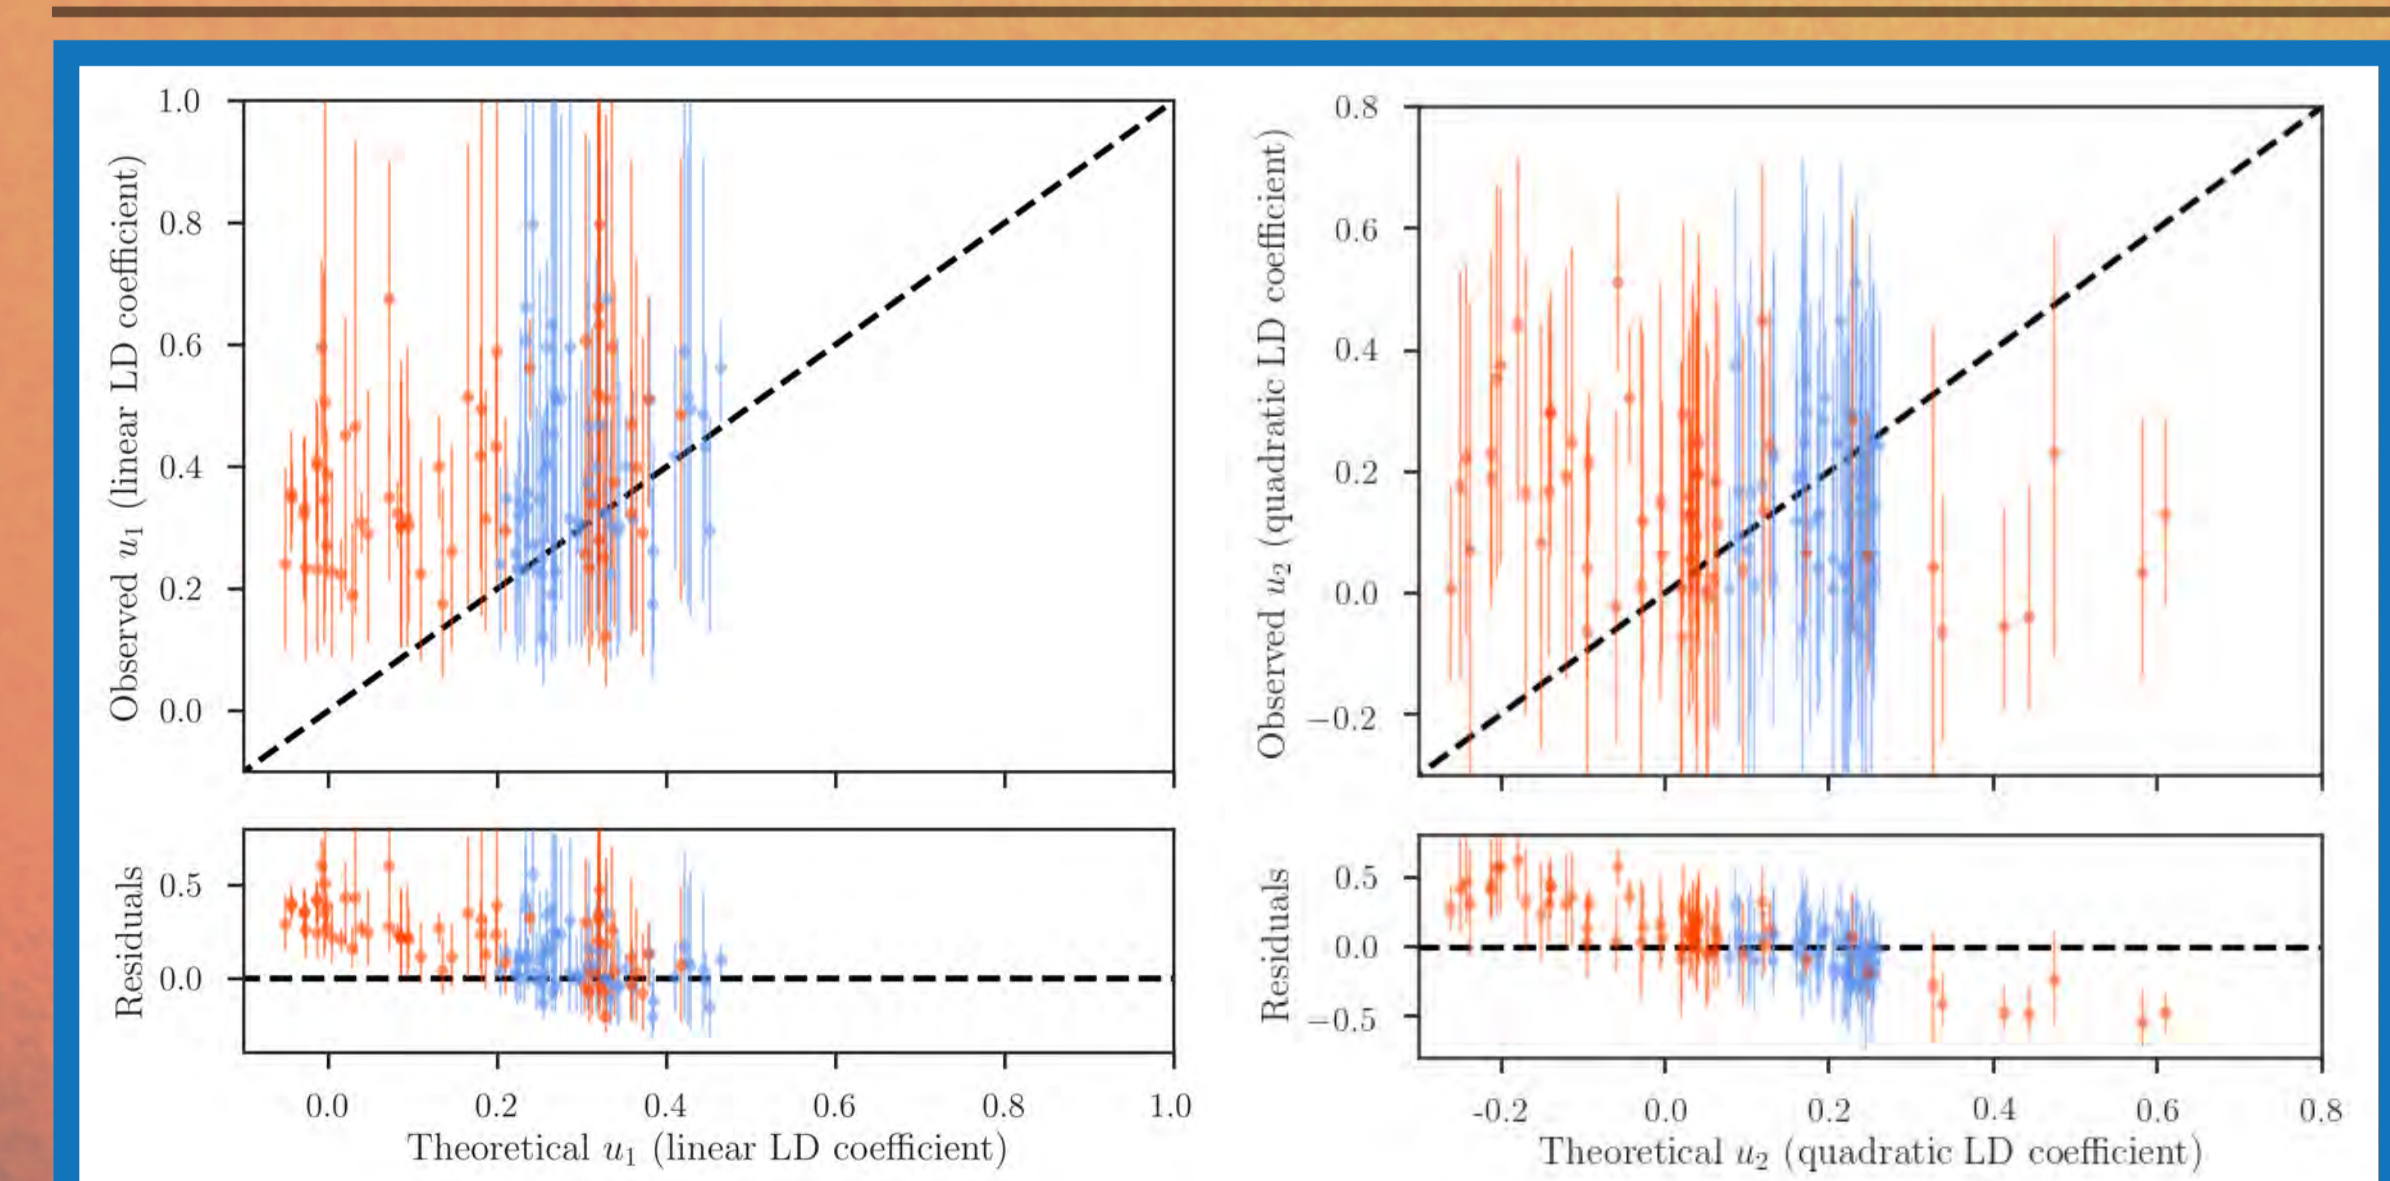 1.0
0.8
0.6
0.4
0.2
0.0
Observed u₁ (linear LD coefficient)
0.5
0.0
Residuals
0.0 0.2 0.4 0.6 0.8 1.0
Theoretical u₁ (linear LD coefficient)
0.8
0.6
0.4
0.2
0.0
−0.2
Observed u₂ (quadratic LD coefficient)
0.5
0.0
−0.5
Residuals
-0.2 0.0 0.2 0.4 0.6 0.8
Theoretical u₂ (quadratic LD coefficient)